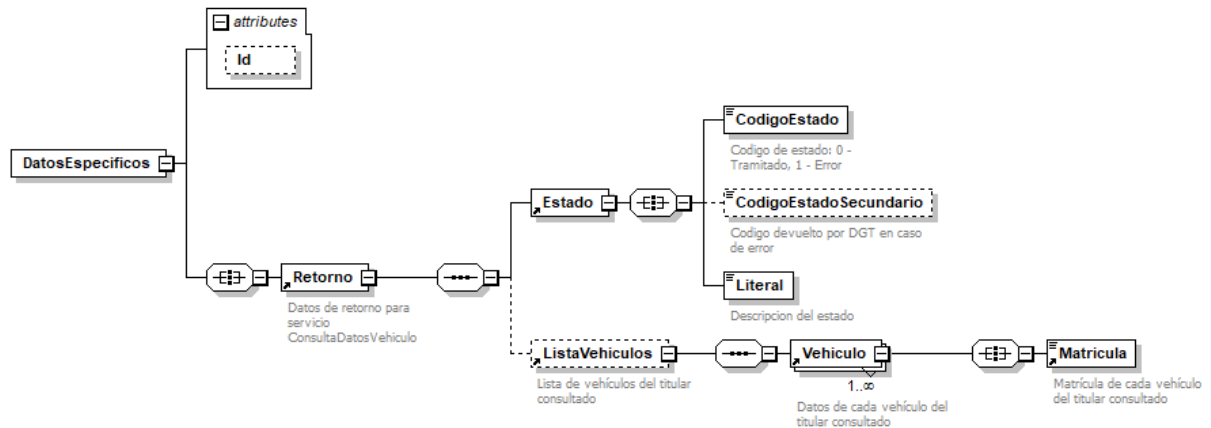 attributes
Id
DatosEspecificos
CodigoEstado
Codigo de estado: 0 -
Tramitado, 1 - Error
Estado
CodigoEstadoSecundario
Codigo devuelto por DGT en caso
de error
Retorno
Datos de retorno para
servicio
ConsultaDatosVehiculo
Literal
Descripcion del estado
ListaVehiculos
Lista de vehículos del titular
consultado
Vehiculo
1..∞
Datos de cada vehículo del
titular consultado
Matricula
Matrícula de cada vehículo
del titular consultado